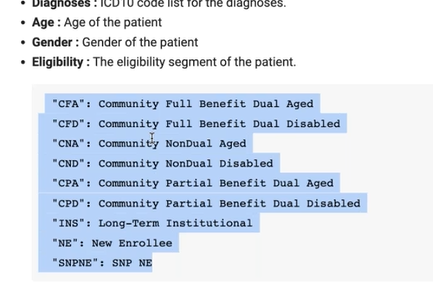 Diagnoses : ICD10 code list for the diagnoses.
Age : Age of the patient
Gender : Gender of the patient
Eligibility : The eligibility segment of the patient.
"CFA": Community Full Benefit Dual Aged
"CFD": Community Full Benefit Dual Disabled
"CNA": Community NonDual Aged
"CND": Community NonDual Disabled
"CPA": Community Partial Benefit Dual Aged
"CPD": Community Partial Benefit Dual Disabled
"INS": Long-Term Institutional
"NE": New Enrollee
"SNPNE": SNP NE